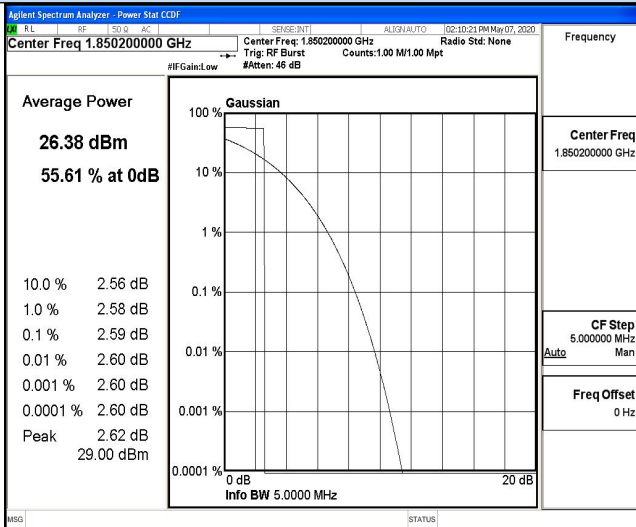 Agilent Spectrum Analyzer - Power Stat CCDF
RL RF 50 Ω AC SENSE:INT ALIGN AUTO 02:10:21 PM May 07, 2020
Center Freq 1.850200000 GHz
Center Freq: 1.850200000 GHz Radio Std: None
Trig: RF Burst Counts:1.00 M/1.00 Mpt
#IFGain:Low #Atten: 46 dB
Frequency
Average Power
26.38 dBm
55.61 % at 0dB
10.0 % 2.56 dB
1.0 % 2.58 dB
0.1 % 2.59 dB
0.01 % 2.60 dB
0.001 % 2.60 dB
0.0001 % 2.60 dB
Peak 2.62 dB
29.00 dBm
Gaussian
100 %
10 %
1 %
0.1 %
0.01 %
0.001 %
0.0001 %
0 dB 20 dB
Info BW 5.0000 MHz
Center Freq
1.850200000 GHz
CF Step
5.000000 MHz
Auto Man
Freq Offset
0 Hz
MSG STATUS